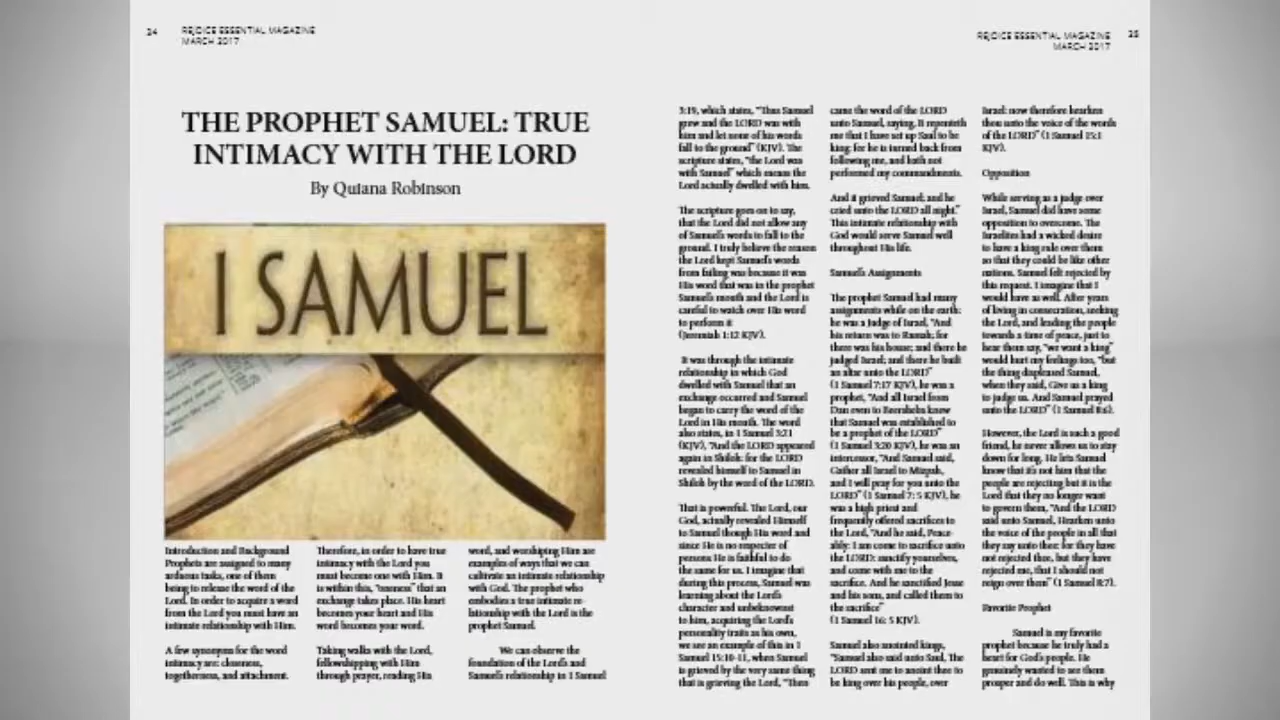 24
REJOICE ESSENTIAL MAGAZINE
MARCH 2017
REJOICE ESSENTIAL MAGAZINE
MARCH 2017
25
THE PROPHET SAMUEL: TRUE
INTIMACY WITH THE LORD
By Quiana Robinson
I SAMUEL
Introduction and Background
Prophets are assigned to many
arduous tasks, one of them
being to release the word of the
Lord. In order to acquire a word
from the Lord you must have an
intimate relationship with Him.
A few synonyms for the word
intimacy are: closeness,
togetherness, and attachment.
Therefore, in order to have true
intimacy with the Lord you
must become one with Him. It
is within this, "oneness" that an
exchange takes place. His heart
becomes your heart and His
word becomes your word.
Taking walks with the Lord,
fellowshipping with Him
through prayer, reading His
word, and worshiping Him are
examples of ways that we can
cultivate an intimate relationship
with God. The prophet who
embodies a true intimate re-
lationship with the Lord is the
prophet Samuel.
We can observe the
foundation of the Lord's and
Samuel's relationship in 1 Samuel
3:19, which states, "Thus Samuel
grew and the LORD was with
him and let none of his words
fall to the ground" (KJV). The
scripture states, "the Lord was
with Samuel" which means the
Lord actually dwelled with him.
The scripture goes on to say,
that the Lord did not allow any
of Samuel's words to fall to the
ground. I truly believe the reason
the Lord kept Samuel's words
from failing was because it was
His word that was in the prophet
Samuel's mouth and the Lord is
careful to watch over His word
to perform it
(Jeremiah 1:12 KJV).
It was through the intimate
relationship in which God
dwelled with Samuel that an
exchange occurred and Samuel
began to carry the word of the
Lord in His mouth. The word
also states, in 1 Samuel 3:21
(KJV), "And the LORD appeared
again in Shiloh: for the LORD
revealed himself to Samuel in
Shiloh by the word of the LORD.
That is powerful. The Lord, our
God, actually revealed Himself
to Samuel though His word and
since He is no respecter of
persons He is faithful to do
the same for us. I imagine that
during this process, Samuel was
learning about the Lord's
character and unbeknownst
to him, acquiring the Lord's
personality traits as his own,
we see an example of this in 1
Samuel 15:10-11, when Samuel
is grieved by the very same thing
that is grieving the Lord, "Then
came the word of the LORD
unto Samuel, saying, It repenteth
me that I have set up Saul to be
king: for he is turned back from
following me, and hath not
performed my commandments.
And it grieved Samuel; and he
cried unto the LORD all night."
This intimate relationship with
God would serve Samuel well
throughout His life.
Samuel's Assignments
The prophet Samuel had many
assignments while on the earth:
he was a Judge of Israel, "And
his return was to Ramah; for
there was his house; and there he
judged Israel; and there he built
an altar unto the LORD"
(1 Samuel 7:17 KJV), he was a
prophet, "And all Israel from
Dan even to Beersheba knew
that Samuel was established to
be a prophet of the LORD"
(1 Samuel 3:20 KJV), he was an
intercessor, "And Samuel said,
Gather all Israel to Mizpah,
and I will pray for you unto the
LORD" (1 Samuel 7: 5 KJV), he
was a high priest and
frequently offered sacrifices to
the Lord, "And he said, Peace-
ably: I am come to sacrifice unto
the LORD: sanctify yourselves,
and come with me to the
sacrifice. And he sanctified Jesse
and his sons, and called them to
the sacrifice"
(1 Samuel 16: 5 KJV).
Samuel also anointed kings,
"Samuel also said unto Saul, The
LORD sent me to anoint thee to
be king over his people, over
Israel: now therefore hearken
thou unto the voice of the words
of the LORD" (1 Samuel 15:1
KJV).
Opposition
While serving as a judge over
Israel, Samuel did have some
opposition to overcome. The
Israelites had a wicked desire
to have a king rule over them
so that they could be like other
nations. Samuel felt rejected by
this request. I imagine that I
would have as well. After years
of living in consecration, seeking
the Lord, and leading the people
towards a time of peace, just to
hear them say, "we want a king"
would hurt my feelings too, "but
the thing displeased Samuel,
when they said, Give us a king
to judge us. And Samuel prayed
unto the LORD" (1 Samuel 8:6).
However, the Lord is such a good
friend, he never allows us to stay
down for long. He lets Samuel
know that it's not him that the
people are rejecting but it is the
Lord that they no longer want
to govern them, "And the LORD
said unto Samuel, Hearken unto
the voice of the people in all that
they say unto thee: for they have
not rejected thee, but they have
rejected me, that I should not
reign over them" (1 Samuel 8:7).
Favorite Prophet
Samuel is my favorite
prophet because he truly had a
heart for God's people. He
genuinely wanted to see them
prosper and do well. This is why